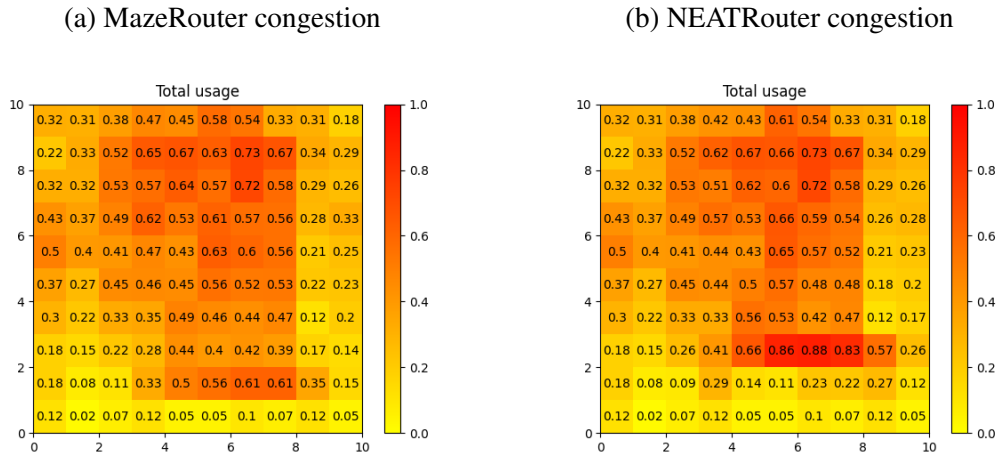 (a) MazeRouter congestion
(b) NEATRouter congestion
Total usage
10
0.32 0.31 0.38 0.47 0.45 0.58 0.54 0.33 0.31 0.18
0.22 0.33 0.52 0.65 0.67 0.63 0.73 0.67 0.34 0.29
8
0.32 0.32 0.53 0.57 0.64 0.57 0.72 0.58 0.29 0.26
0.43 0.37 0.49 0.62 0.53 0.61 0.57 0.56 0.28 0.33
6
0.5 0.4 0.41 0.47 0.43 0.63 0.6 0.56 0.21 0.25
0.37 0.27 0.45 0.46 0.45 0.56 0.52 0.53 0.22 0.23
4
0.3 0.22 0.33 0.35 0.49 0.46 0.44 0.47 0.12 0.2
0.18 0.15 0.22 0.28 0.44 0.4 0.42 0.39 0.17 0.14
2
0.18 0.08 0.11 0.33 0.5 0.56 0.61 0.61 0.35 0.15
0.12 0.02 0.07 0.12 0.05 0.05 0.1 0.07 0.12 0.05
0
0 2 4 6 8 10
1.0
0.8
0.6
0.4
0.2
0.0
Total usage
10
0.32 0.31 0.38 0.42 0.43 0.61 0.54 0.33 0.31 0.18
0.22 0.33 0.52 0.62 0.67 0.66 0.73 0.67 0.34 0.29
8
0.32 0.32 0.53 0.51 0.62 0.6 0.72 0.58 0.29 0.26
0.43 0.37 0.49 0.57 0.53 0.66 0.59 0.54 0.26 0.28
6
0.5 0.4 0.41 0.44 0.43 0.65 0.57 0.52 0.21 0.23
0.37 0.27 0.45 0.44 0.5 0.57 0.48 0.48 0.18 0.2
4
0.3 0.22 0.33 0.33 0.56 0.53 0.42 0.47 0.12 0.17
0.18 0.15 0.26 0.41 0.66 0.86 0.88 0.83 0.57 0.26
2
0.18 0.08 0.09 0.29 0.14 0.11 0.23 0.22 0.27 0.12
0.12 0.02 0.07 0.12 0.05 0.05 0.1 0.07 0.12 0.05
0
0 2 4 6 8 10
1.0
0.8
0.6
0.4
0.2
0.0